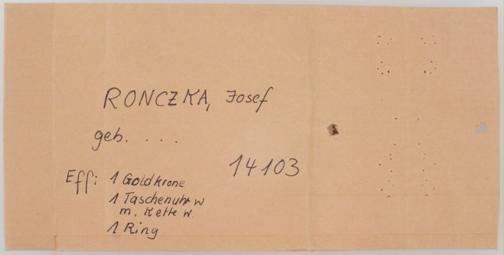 RONCZKA, Josef
geb. . . . .
14103
Eff: 1 Goldkrone
1 Taschenuhr w
m. Kette w.
1 Ring